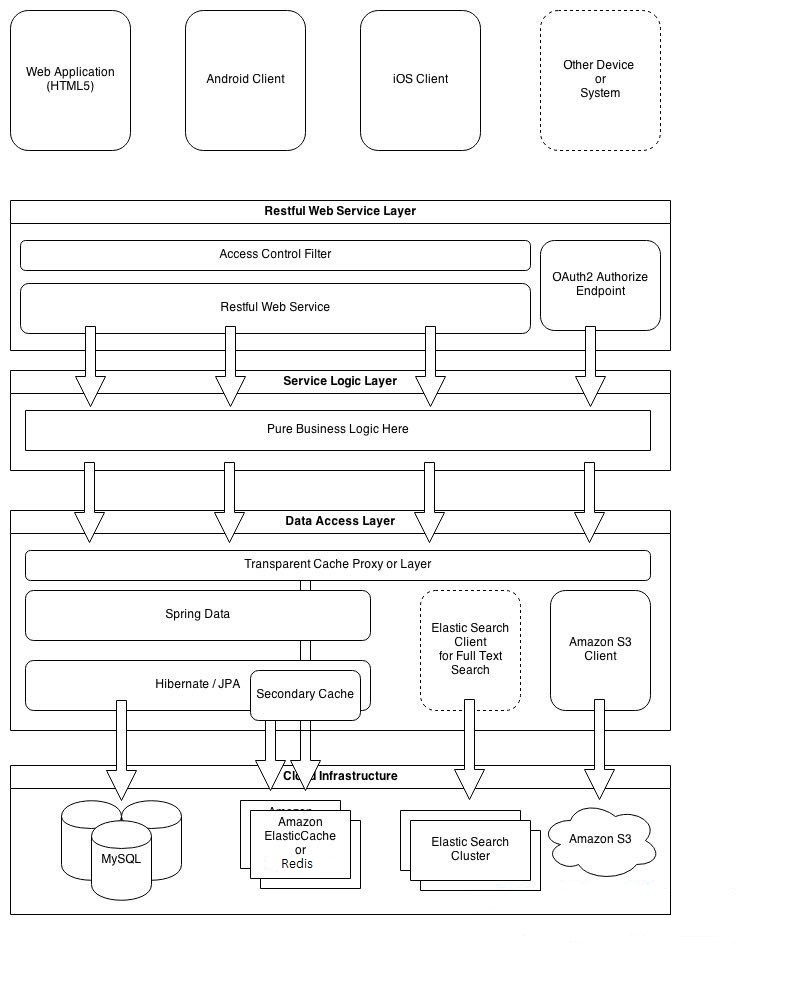 Web Application
(HTML5)
Android Client
iOS Client
Other Device
or
System
Restful Web Service Layer
Access Control Filter
OAuth2 Authorize
Endpoint
Restful Web Service
Service Logic Layer
Pure Business Logic Here
Data Access Layer
Transparent Cache Proxy or Layer
Spring Data
Elastic Search
Client
for Full Text
Search
Amazon S3
Client
Hibernate / JPA
Secondary Cache
Cloud Infrastructure
MySQL
Amazon
Amazon
ElasticCache
or
Redis
Elastic Search
Cluster
Amazon S3